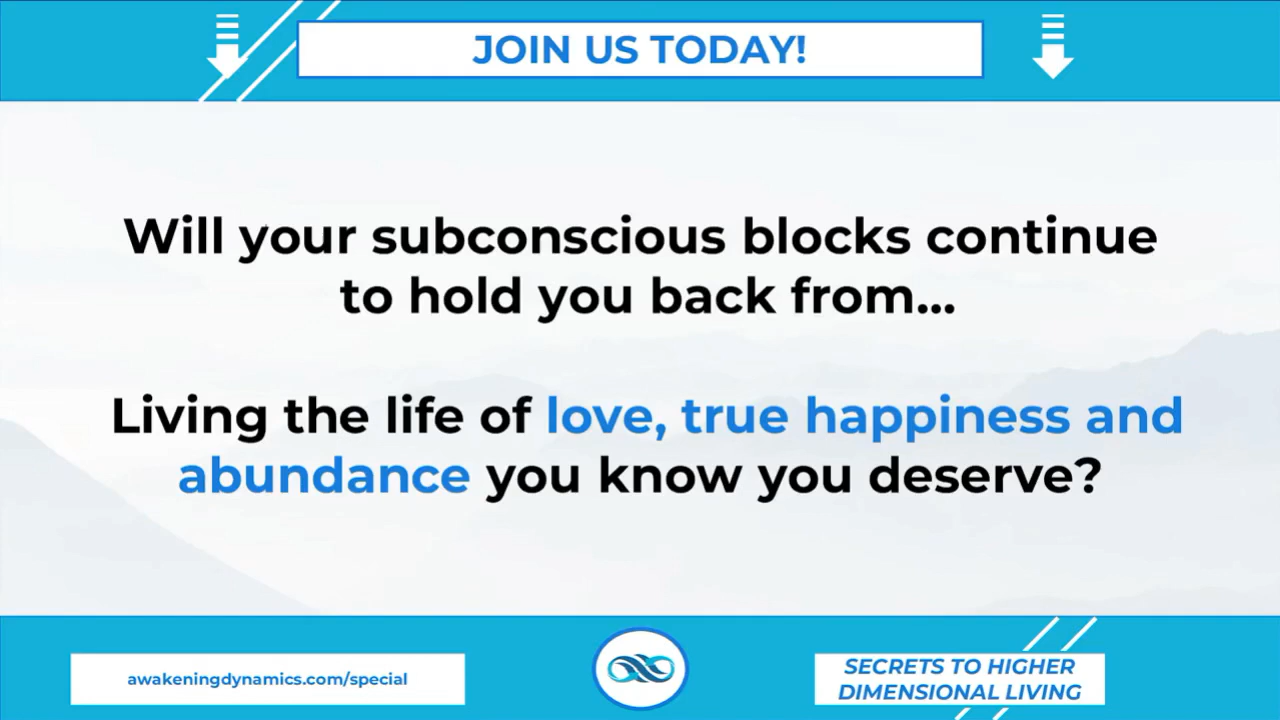 JOIN US TODAY!
Will your subconscious blocks continue
to hold you back from...
Living the life of love, true happiness and
abundance you know you deserve?
awakeningdynamics.com/special
SECRETS TO HIGHER
DIMENSIONAL LIVING